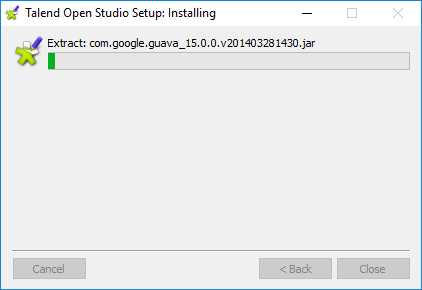 Talend Open Studio Setup: Installing
Extract: com.google.guava_15.0.0.v201403281430.jar
Cancel
< Back
Close